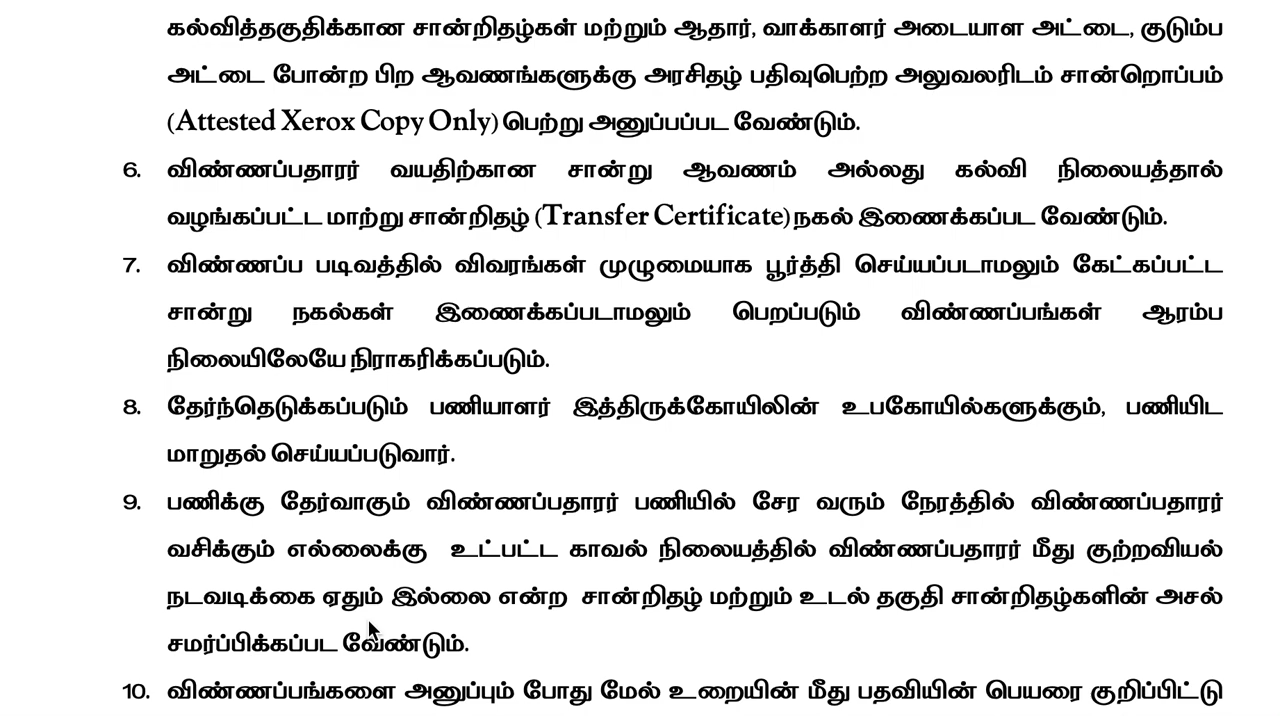 கல்வித்தகுதிக்கான சான்றிதழ்கள் மற்றும் ஆதார், வாக்காளர் அடையாள அட்டை, குடும்ப
அட்டை போன்ற பிற ஆவணங்களுக்கு அரசிதழ் பதிவுபெற்ற அலுவலரிடம் சான்றொப்பம்
(Attested Xerox Copy Only) பெற்று அனுப்பப்பட வேண்டும்.
6. விண்ணப்பதாரர் வயதிற்கான சான்று ஆவணம் அல்லது கல்வி நிலையத்தால்
வழங்கப்பட்ட மாற்று சான்றிதழ் (Transfer Certificate) நகல் இணைக்கப்பட வேண்டும்.
7. விண்ணப்ப படிவத்தில் விவரங்கள் முழுமையாக பூர்த்தி செய்யப்படாமலும் கேட்கப்பட்ட
சான்று நகல்கள் இணைக்கப்படாமலும் பெறப்படும் விண்ணப்பங்கள் ஆரம்ப
நிலையிலேயே நிராகரிக்கப்படும்.
8. தேர்ந்தெடுக்கப்படும் பணியாளர் இத்திருக்கோயிலின் உபகோயில்களுக்கும், பணியிட
மாறுதல் செய்யப்படுவார்.
9. பணிக்கு தேர்வாகும் விண்ணப்பதாரர் பணியில் சேர வரும் நேரத்தில் விண்ணப்பதாரர்
வசிக்கும் எல்லைக்கு உட்பட்ட காவல் நிலையத்தில் விண்ணப்பதாரர் மீது குற்றவியல்
நடவடிக்கை ஏதும் இல்லை என்ற சான்றிதழ் மற்றும் உடல் தகுதி சான்றிதழ்களின் அசல்
சமர்ப்பிக்கப்பட வேண்டும்.
10. விண்ணப்பங்களை அனுப்பும் போது மேல் உறையின் மீது பதவியின் பெயரை குறிப்பிட்டு